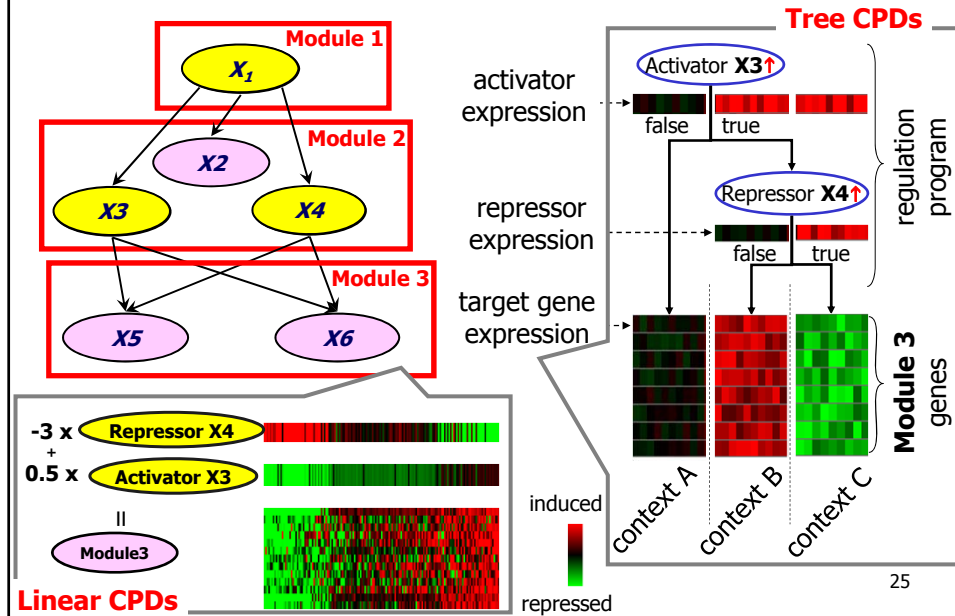 Module 1
X1
Module 2
X2
X3
X4
Module 3
X5
X6
-3 x
Repressor X4
+
0.5 x
Activator X3
=
Module3
Linear CPDs
Tree CPDs
Activator X3↑
activator
expression
false
true
Repressor X4↑
repressor
expression
false
true
regulation
program
target gene
expression
Module 3
genes
context A
context B
context C
induced
repressed
25